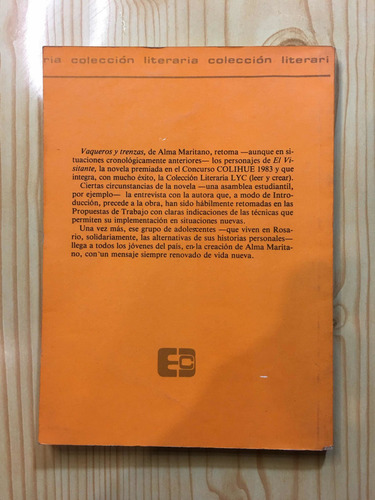 ria colección literaria colección literari
Vaqueros y trenzas, de Alma Maritano, retoma —aunque en si-
tuaciones cronológicamente anteriores— los personajes de El Vi-
sitante, la novela premiada en el Concurso COLIHUE 1983 y que
integra, con mucho éxito, la Colección Literaria LYC (leer y crear).
Ciertas circunstancias de la novela —una asamblea estudiantil,
por ejemplo— la entrevista con la autora que, a modo de Intro-
ducción, precede a la obra, han sido hábilmente retomadas en las
Propuestas de Trabajo con claras indicaciones de las técnicas que
permiten su implementación en situaciones nuevas.
Una vez más, ese grupo de adolescentes —que viven en Rosa-
rio, solidariamente, las alternativas de sus historias personales—
llega a todos los jóvenes del país, en la creación de Alma Marita-
no, con un mensaje siempre renovado de vida nueva.